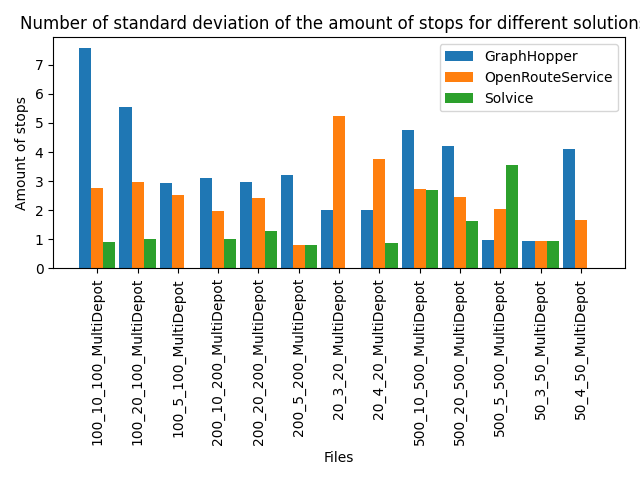 Number of standard deviation of the amount of stops for different solution
Amount of stops
7
6
5
4
3
2
1
0
GraphHopper
OpenRouteService
Solvice
100_10_100_MultiDepot
100_20_100_MultiDepot
100_5_100_MultiDepot
200_10_200_MultiDepot
200_20_200_MultiDepot
200_5_200_MultiDepot
20_3_20_MultiDepot
20_4_20_MultiDepot
500_10_500_MultiDepot
500_20_500_MultiDepot
500_5_500_MultiDepot
50_3_50_MultiDepot
50_4_50_MultiDepot
Files